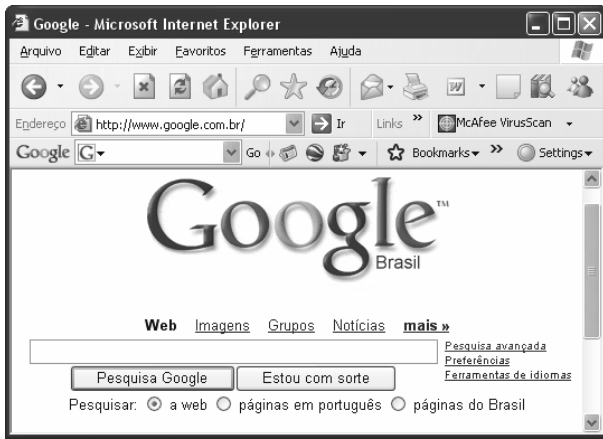 Google - Microsoft Internet Explorer
Arquivo Editar Exibir Favoritos Ferramentas Ajuda
Endereço http://www.google.com.br/ Ir Links » McAfee VirusScan
Google G Go Bookmarks » Settings
Google™
Brasil
Web Imagens Grupos Notícias mais »
Pesquisa avançada
Preferências
Ferramentas de idiomas
Pesquisa Google Estou com sorte
Pesquisar: a web páginas em português páginas do Brasil